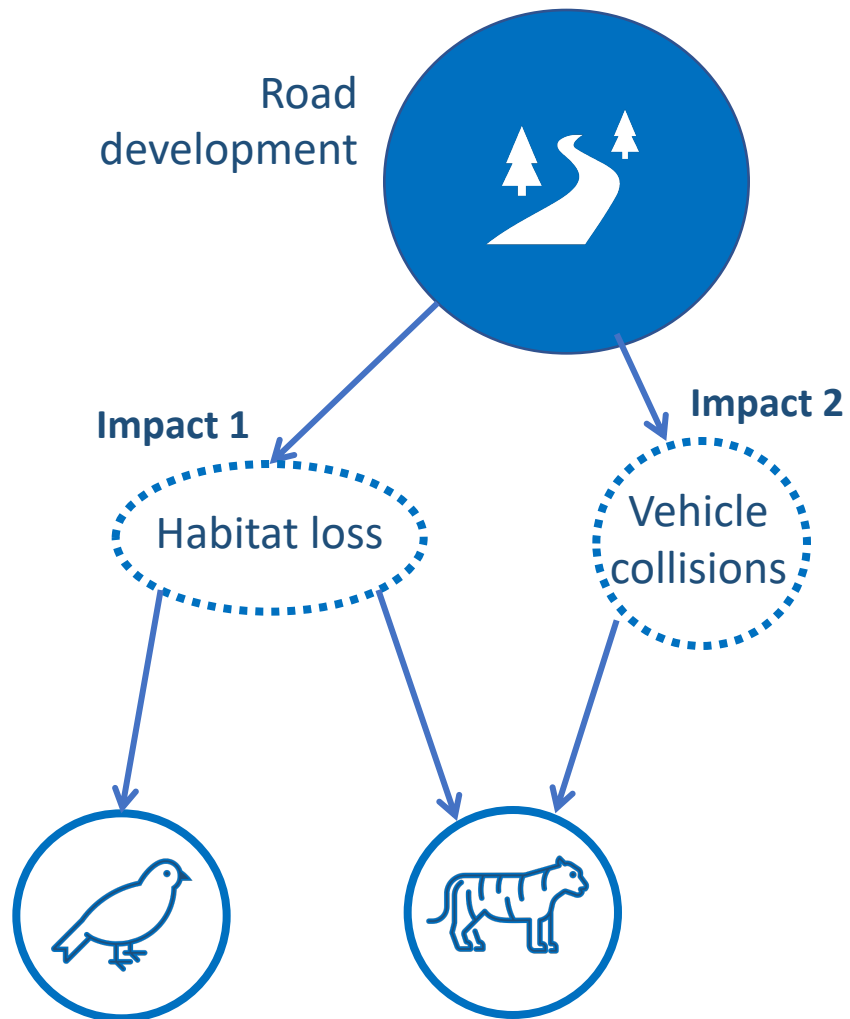 Road
development
Impact 1
Impact 2
Habitat loss
Vehicle
collisions